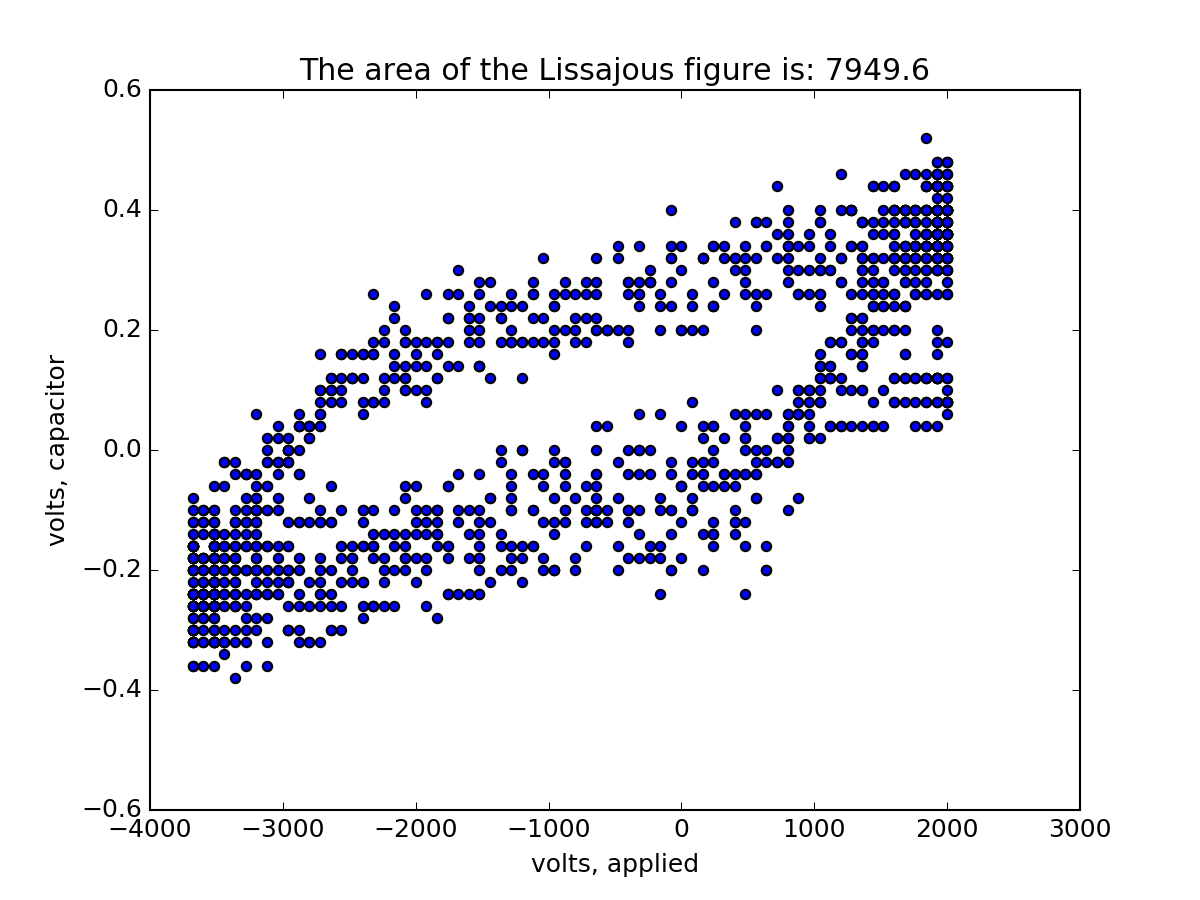 The area of the Lissajous figure is: 7949.6
0.6
0.4
0.2
0.0
−0.2
−0.4
−0.6
volts, capacitor
−4000 −3000 −2000 −1000 0 1000 2000 3000
volts, applied